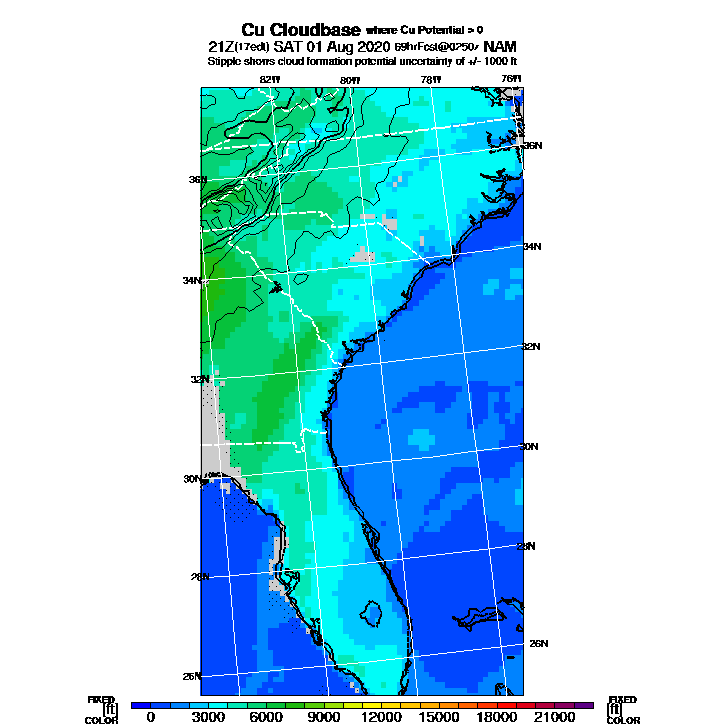 Cu Cloudbase where Cu Potential > 0
21Z(17edt) SAT 01 Aug 2020 69hrFcst@0250z NAM
Stipple shows cloud formation potential uncertainty of +/- 1000 ft
82W 80W 78W 76W
36N 36N
34N 34N
32N 32N
30N 30N
28N 28N
26N 26N
FIXED FIXED
[ft] 0 3000 6000 9000 12000 15000 18000 21000 [ft]
COLOR COLOR